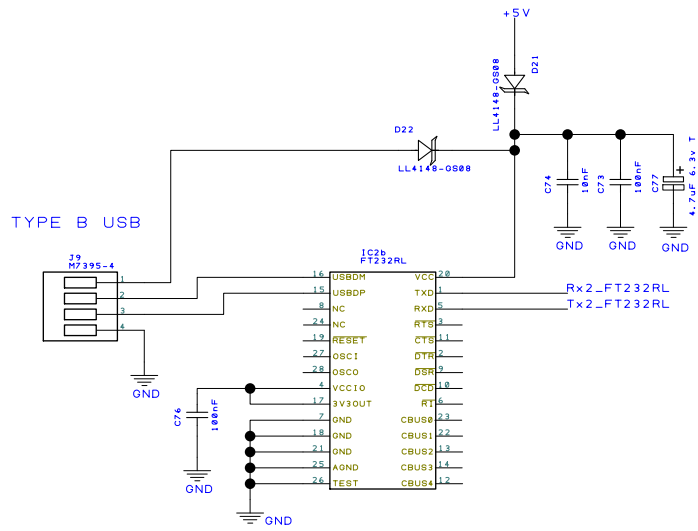 +5V
D21
LL4148-GS08
D22
LL4148-GS08
C74
10nF
C73
100nF
C77
+
4.7uF 6.3v T
GND
GND
GND
TYPE B USB
J9
M7395-4
1
2
3
4
GND
IC2b
FT232RL
16 USBDM VCC 20
15 USBDP TXD 1 Rx2_FT232RL
8 NC RXD 5 Tx2_FT232RL
24 NC RTS 3
19 RESET CTS 11
27 OSCI DTR 2
28 OSCO DSR 9
4 VCCIO DCD 10
17 3V3OUT RI 6
7 GND CBUS0 23
18 GND CBUS1 22
21 GND CBUS2 13
25 AGND CBUS3 14
26 TEST CBUS4 12
C76
100nF
GND
GND